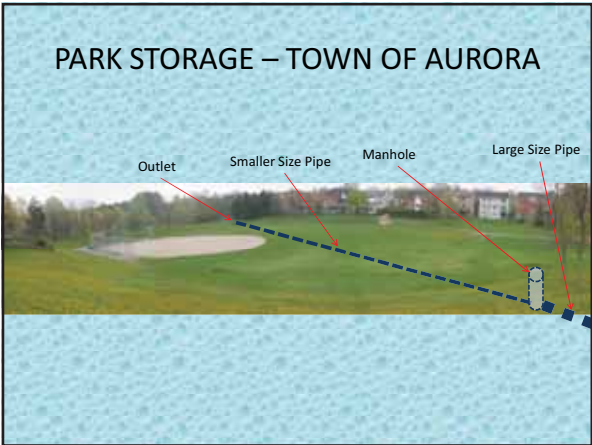 PARK STORAGE – TOWN OF AURORA
Outlet
Smaller Size Pipe
Manhole
Large Size Pipe